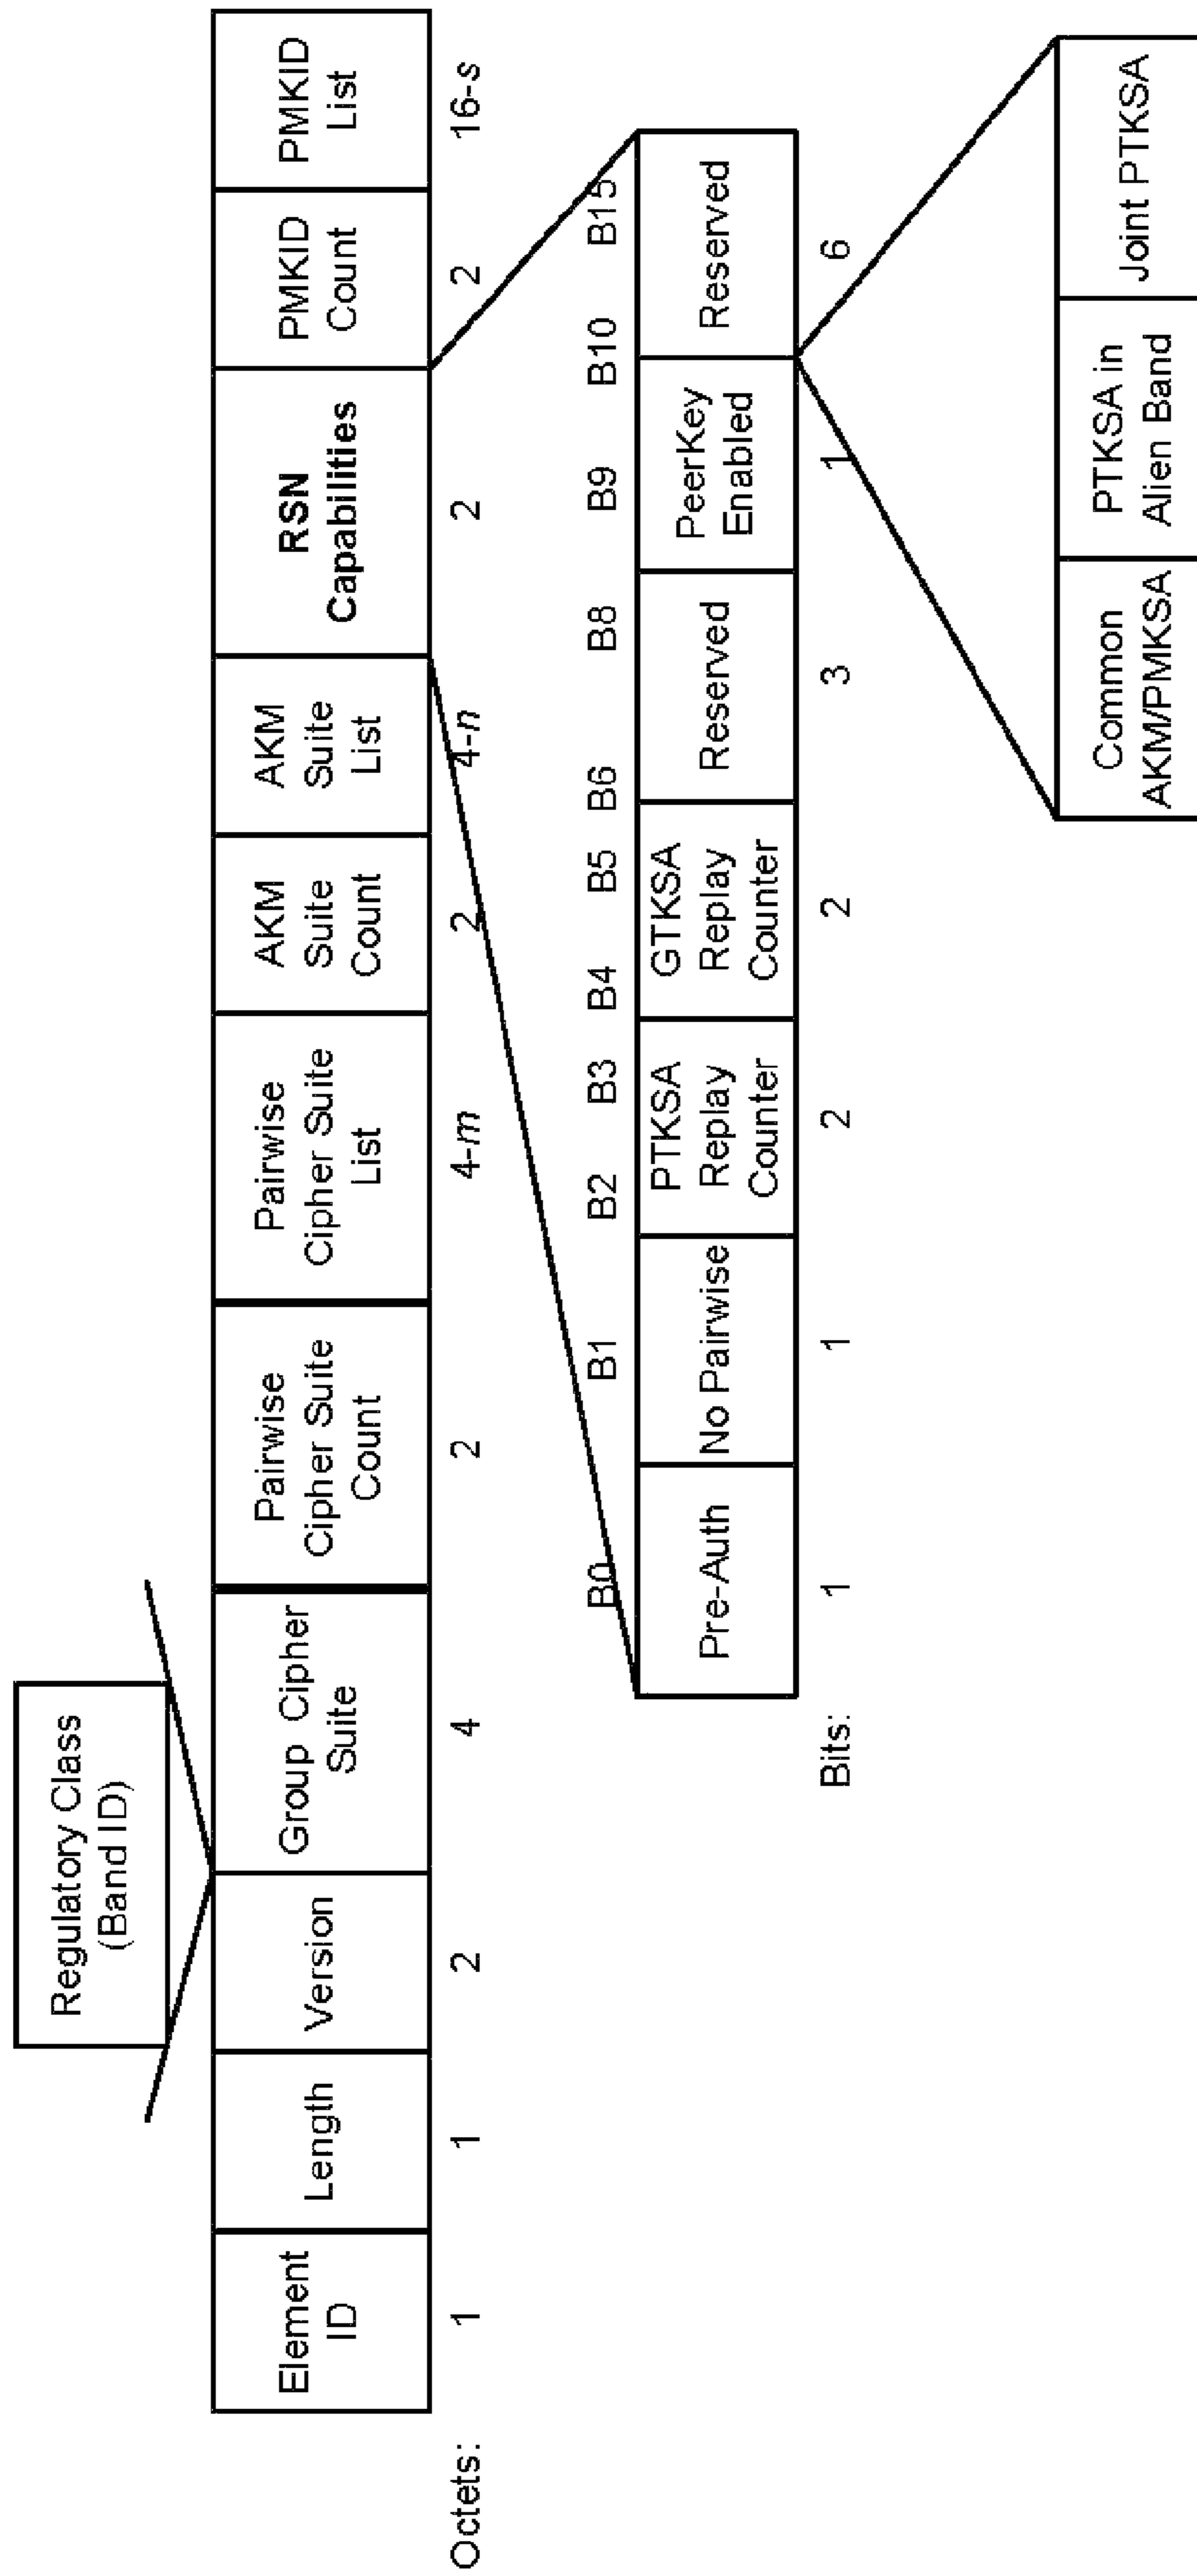 Regulatory Class
(Band ID)
Element
ID
Length
Version
Group Cipher
Suite
Pairwise
Cipher Suite
Count
Pairwise
Cipher Suite
List
AKM
Suite
Count
AKM
Suite
List
RSN
Capabilities
PMKID
Count
PMKID
List
Octets: 1 1 2 4 2 4-m 2 4-n 2 2 16-s
B0 B1 B2 B3 B4 B5 B6 B8 B9 B10 B15
Pre-Auth
No Pairwise
PTKSA
Replay
Counter
GTKSA
Replay
Counter
Reserved
PeerKey
Enabled
Reserved
Bits: 1 1 2 2 3 1 6
Common
AKM/PMKSA
PTKSA in
Alien Band
Joint PTKSA